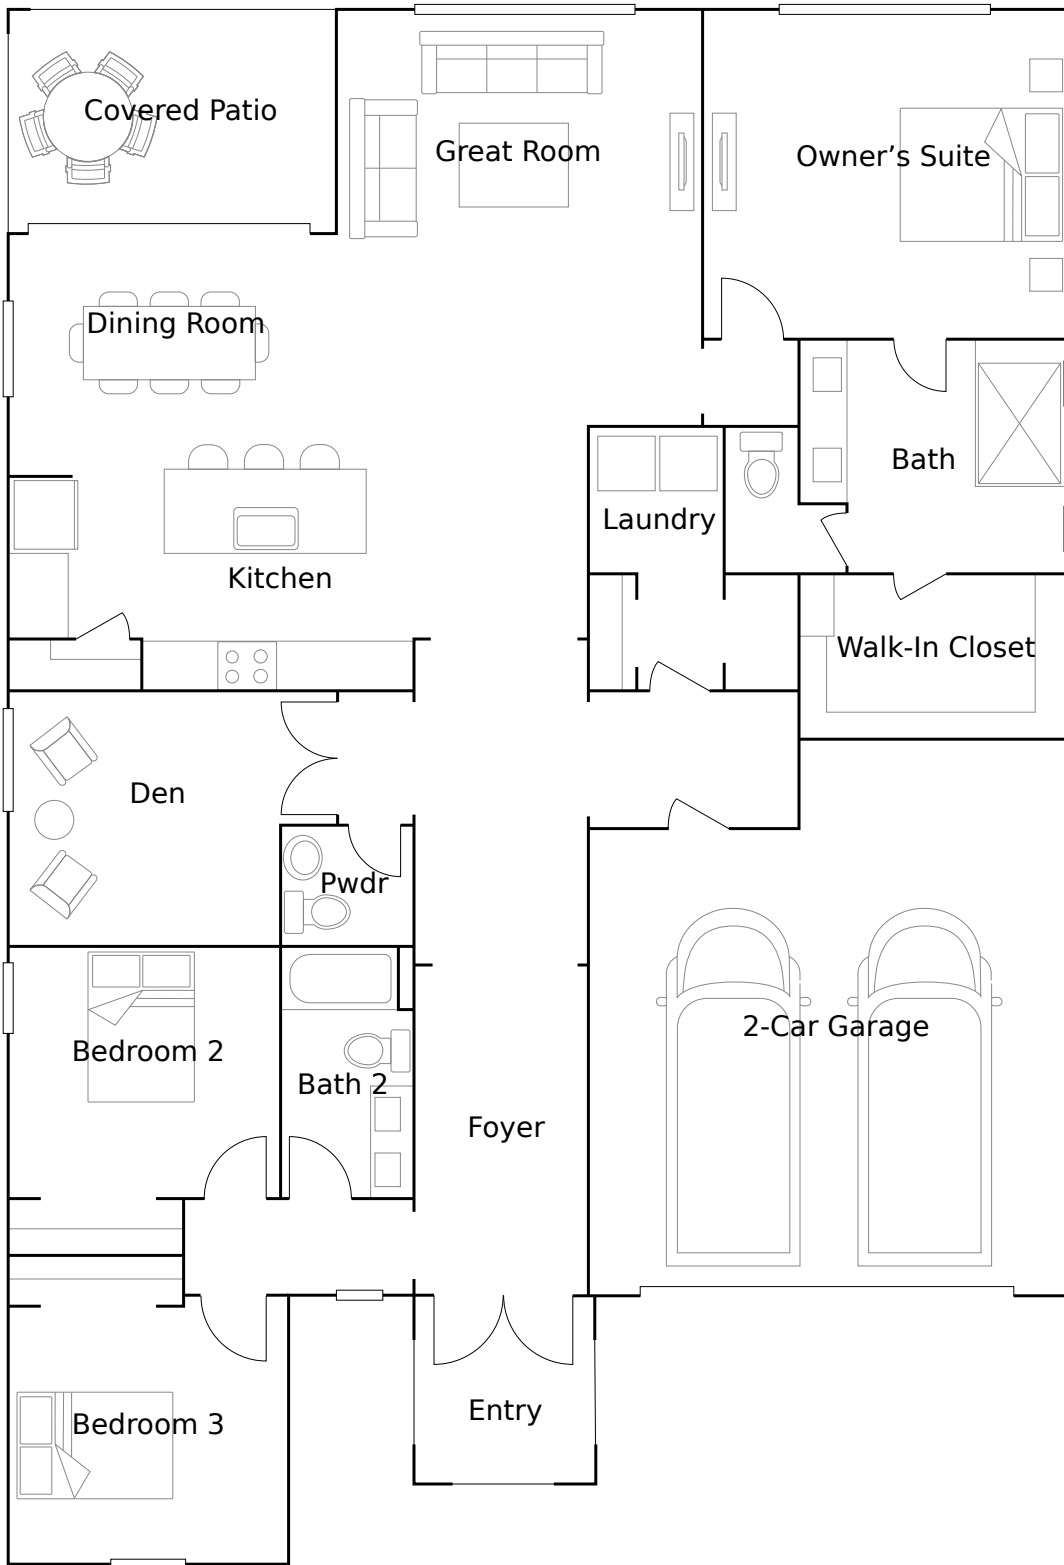 Covered Patio
Great Room
Owner’s Suite
Dining Room
Bath
Laundry
Kitchen
Walk-In Closet
Den
Pwdr
2-Car Garage
Bedroom 2
Bath 2
Foyer
Entry
Bedroom 3